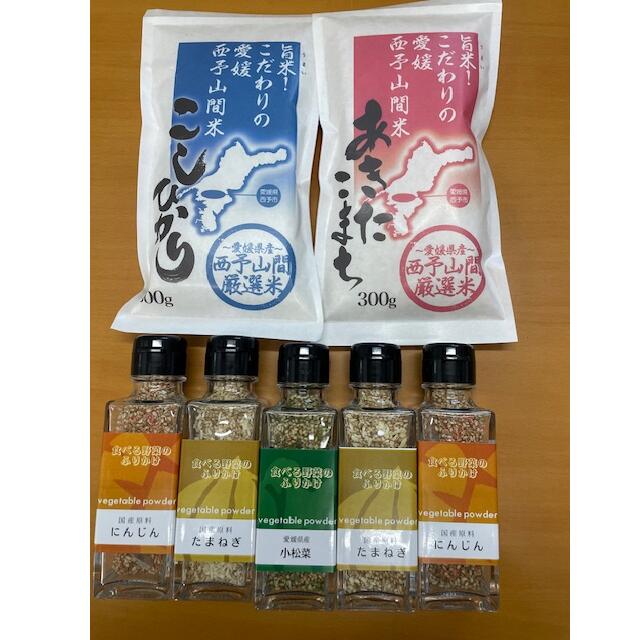 旨米!
うまい
こだわりの
愛媛
西予山間米
こしひかり
愛媛県
西予市
〜愛媛県産〜
西予山間
厳選米
00g
旨米!
うまい
こだわりの
愛媛
西予山間米
あきたこまち
愛媛県
西予市
〜愛媛県産〜
西予山間
厳選米
300g
食べる野菜の
ふりかけ
vegetable powder
国産原料
にんじん
食べる野菜の
ふりかけ
vegetable powder
国産原料
たまねぎ
食べる野菜の
ふりかけ
vegetable powder
愛媛県産
小松菜
食べる野菜の
ふりかけ
vegetable powder
国産原料
たまねぎ
食べる野菜の
ふりかけ
vegetable powder
国産原料
にんじん